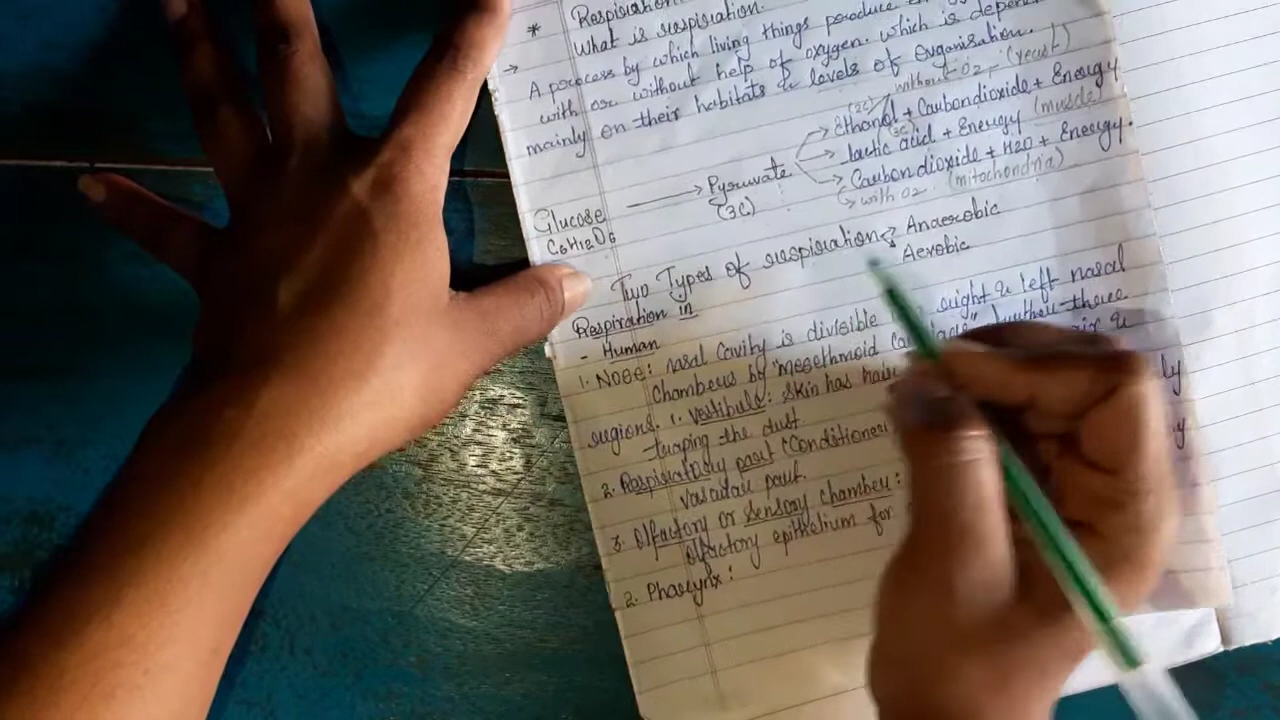 * Respiration
What is respiration.
→ A process by which living things produce
with or without help of oxygen. which is depend
mainly on their habitats & levels of Organisation.
without O2 - (yeast)
(2C)
Ethanol + Carbondioxide + Energy
(3C)
lactic acid + Energy (muscle)
Glucose → Pyruvate
C6H12O6 (3C)
Carbondioxide + H2O + Energy.
with O2 (mitochondria)
Two Types of respiration Anaerobic
Aerobic
Respiration in
- Human
1. Nose: nasal Cavity is divisible right & left nasal
Chambers by "mesethmoid
regions. 1. Vestibule: Skin has hair
trapping the dust.
2. Respiratory part (Conditioner
Vascular part.
3. Olfactory or Sensory chamber:
Olfactory epithelium for
2. Pharynx: